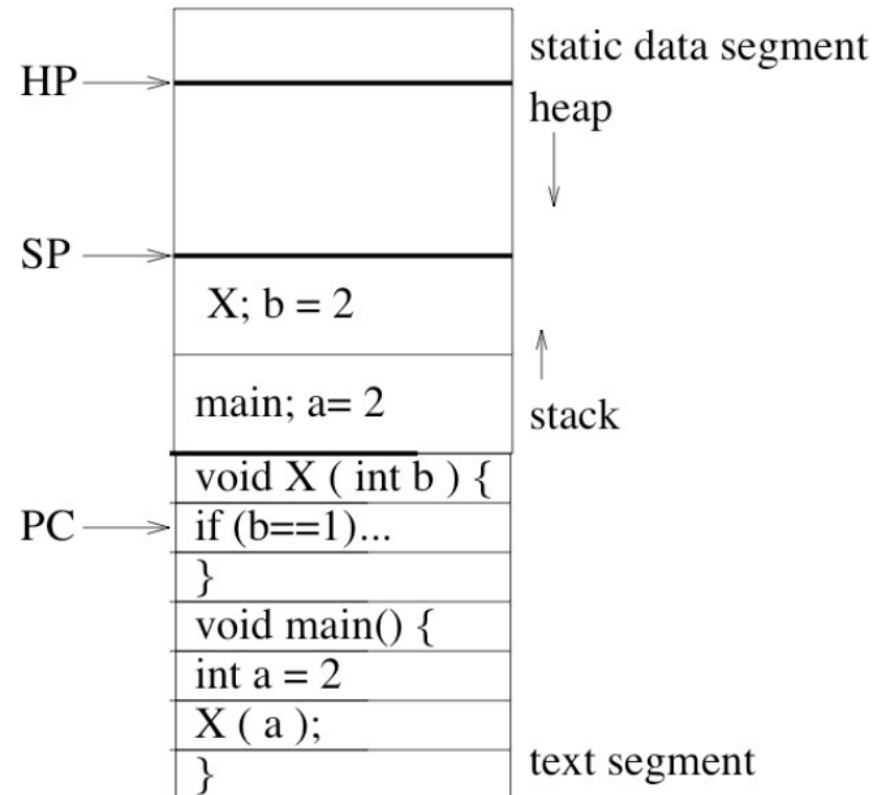 static data segment
HP
heap
SP
X; b = 2
main; a= 2
stack
void X ( int b ) {
PC
if (b==1)...
}
void main() {
int a = 2
X ( a );
}
text segment